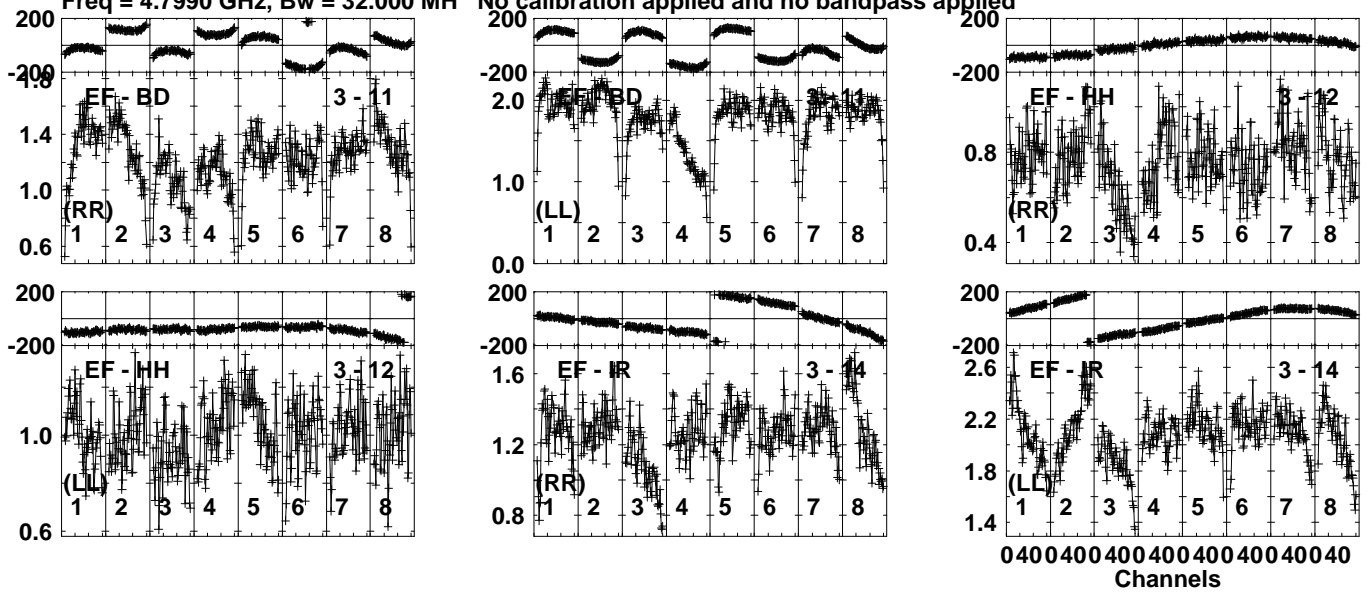 Freq = 4.7990 GHz, Bw = 32.000 MH No calibration applied and no bandpass applied
200
-200
1.8
1.4
1.0
0.6
EF - BD 3 - 11
(RR)
1 2 3 4 5 6 7 8
200
-200
2.0
1.0
0.0
EF - BD 3 - 11
(LL)
1 2 3 4 5 6 7 8
200
-200
0.8
0.4
EF - HH 3 - 12
(RR)
1 2 3 4 5 6 7 8
200
-200
1.0
0.6
EF - HH 3 - 12
(LL)
1 2 3 4 5 6 7 8
200
-200
1.6
1.2
0.8
EF - IR 3 - 14
(RR)
1 2 3 4 5 6 7 8
200
-200
2.6
2.2
1.8
1.4
EF - IR 3 - 14
(LL)
1 2 3 4 5 6 7 8
0 40 0 40 0 40 0 40 0 40 0 40 0 40 0 40
Channels